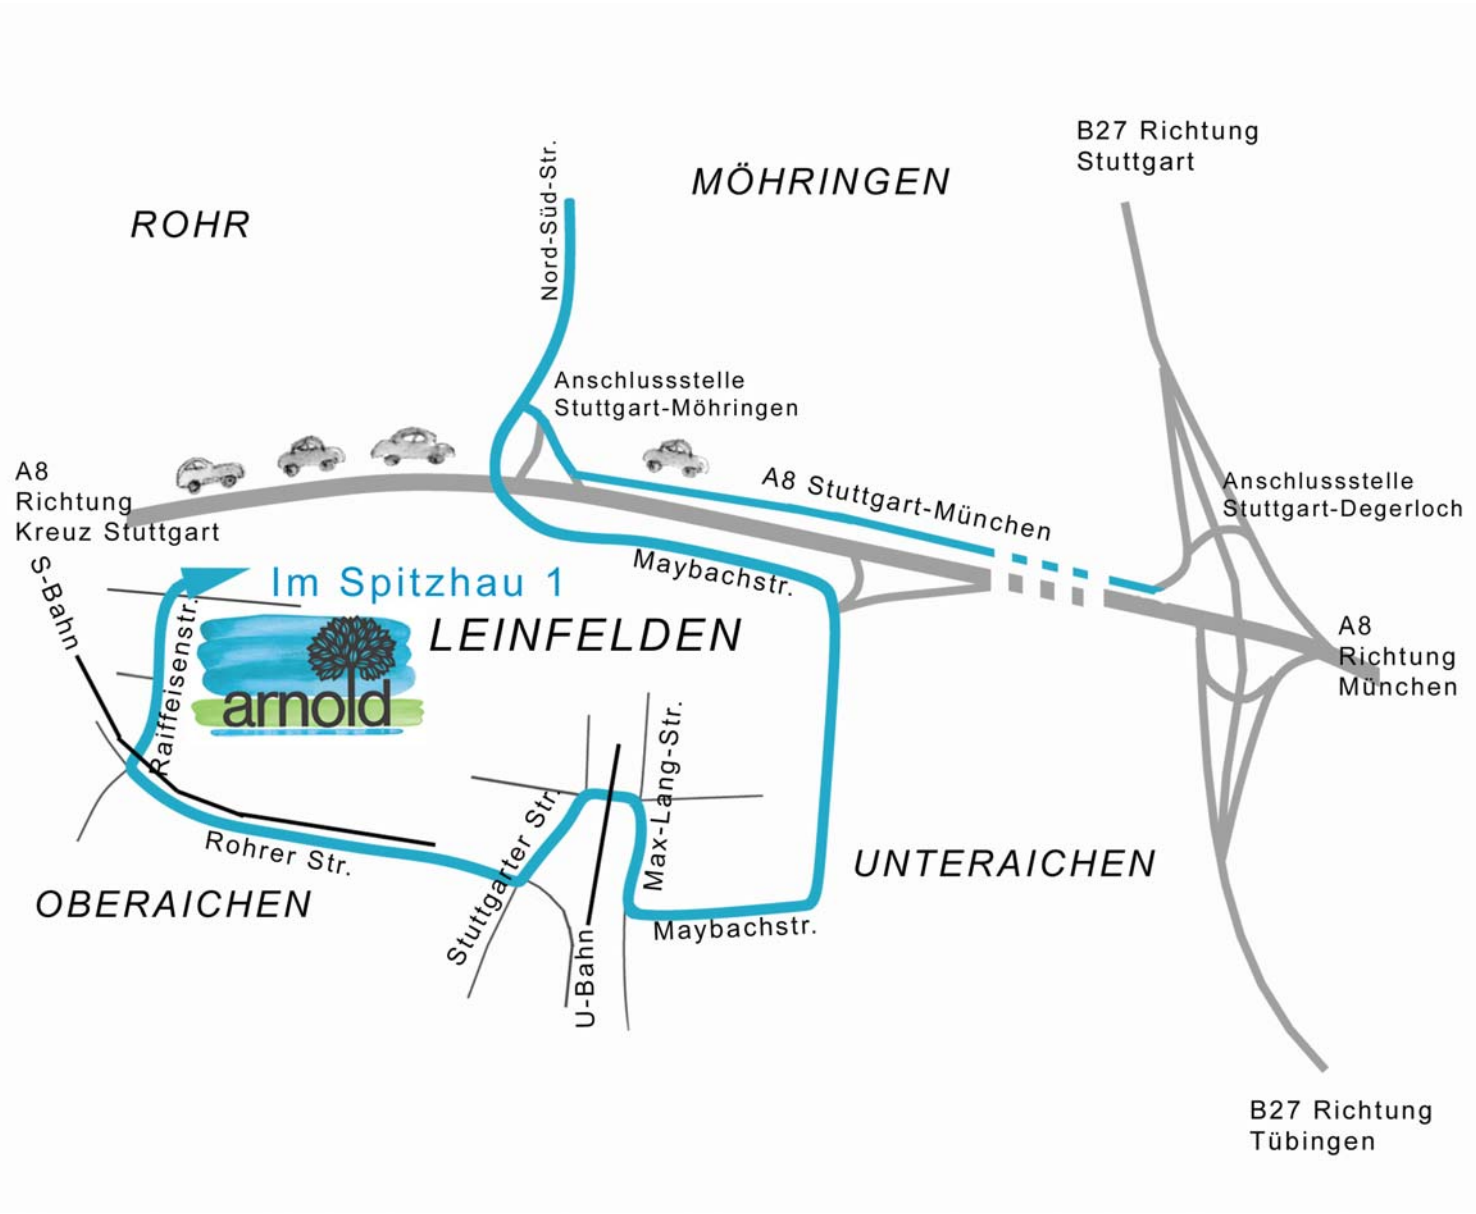 B27 Richtung
Stuttgart
MÖHRINGEN
Nord-Süd-Str.
ROHR
Anschlussstelle
Stuttgart-Möhringen
A8
Richtung
Kreuz Stuttgart
A8 Stuttgart-München
Anschlussstelle
Stuttgart-Degerloch
Maybachstr.
S-Bahn
Im Spitzhau 1
LEINFELDEN
arnold
Raiffeisenstr.
A8
Richtung
München
Max-Lang-Str.
Stuttgarter Str.
Rohrer Str.
UNTERAICHEN
OBERAICHEN
Maybachstr.
U-Bahn
B27 Richtung
Tübingen